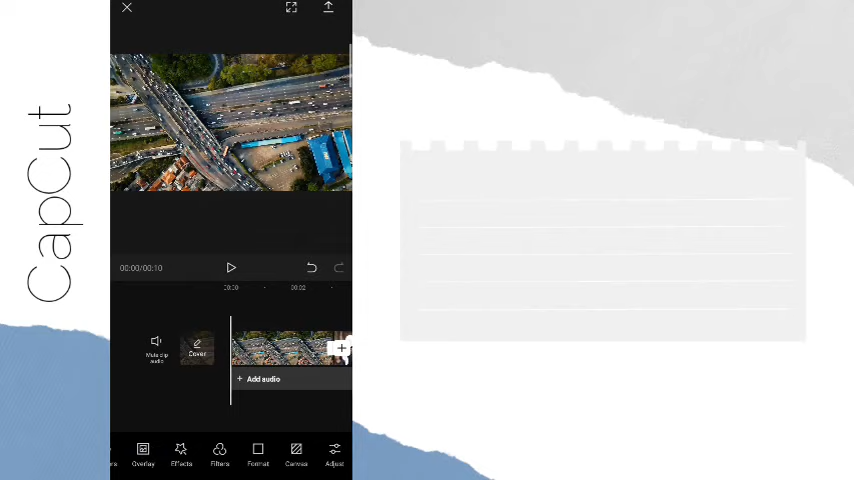 CapCut
00:00/00:10
00:00
00:02
Mute clip
audio
Cover
+ Add audio
Overlay
Effects
Filters
Format
Canvas
Adjust